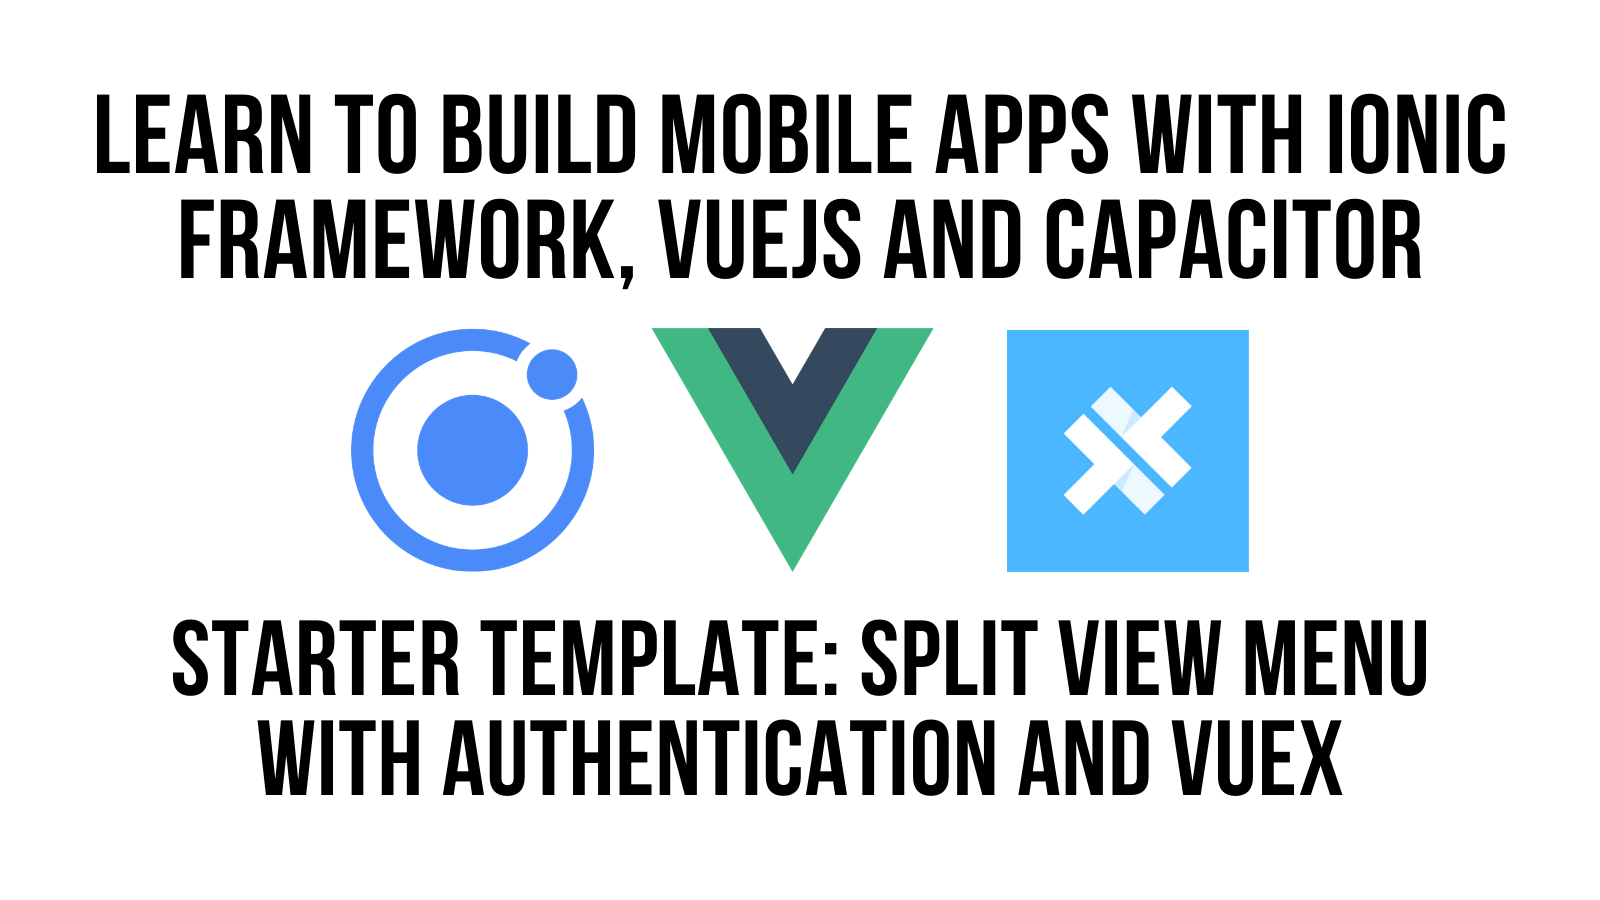 LEARN TO BUILD MOBILE APPS WITH IONIC
FRAMEWORK, VUEJS AND CAPACITOR
STARTER TEMPLATE: SPLIT VIEW MENU
WITH AUTHENTICATION AND VUEX